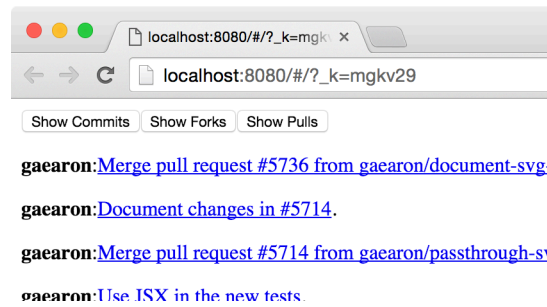 localhost:8080/#/?_k=mgk
localhost:8080/#/?_k=mgkv29
Show Commits Show Forks Show Pulls
gaearon:Merge pull request #5736 from gaearon/document-svg-
gaearon:Document changes in #5714.
gaearon:Merge pull request #5714 from gaearon/passthrough-sv
gaearon:Use JSX in the new tests.